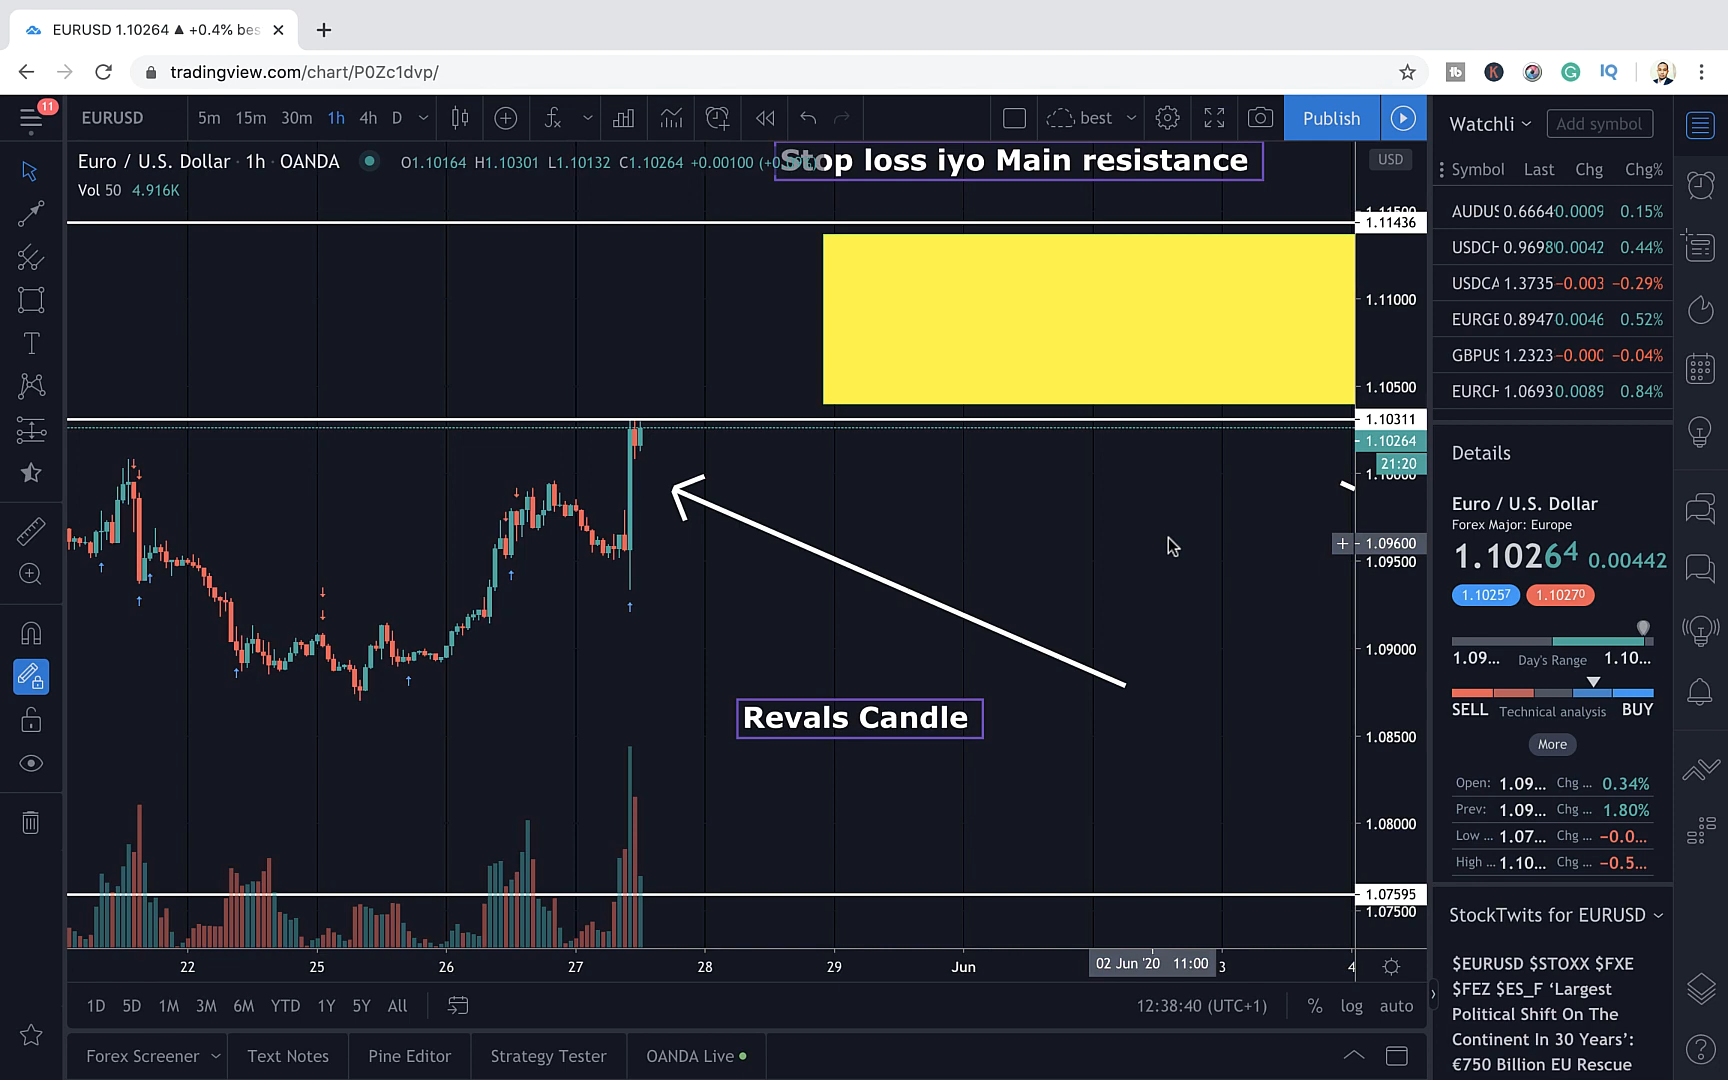 EURUSD 1.10264 ▲ +0.4% bes
tradingview.com/chart/P0Zc1dvp/
11
EURUSD 5m 15m 30m 1h 4h D best Publish
Watchli Add symbol
Euro / U.S. Dollar · 1h · OANDA O1.10164 H1.10301 L1.10132 C1.10264 +0.00100
Stop loss iyo Main resistance
USD
Vol 50 4.916K
Symbol Last Chg Chg%
AUDUS 0.6664 0.0009 0.15%
USDCH 0.9698 0.0042 0.44%
USDCA 1.3735 −0.003 −0.29%
EURGE 0.8947 0.0046 0.52%
GBPUS 1.2323 −0.000 −0.04%
EURCH 1.0693 0.0089 0.84%
1.11500
1.11436
1.11000
1.10500
1.10311
1.10264
21:20
1.10000
1.09600
1.09500
1.09000
1.08500
1.08000
1.07595
1.07500
Revals Candle
Details
Euro / U.S. Dollar
Forex Major: Europe
1.10264 0.00442
1.10257 1.10270
1.09... Day's Range 1.10...
SELL Technical analysis BUY
More
Open: 1.09... Chg ... 0.34%
Prev: 1.09... Chg ... 1.80%
Low ... 1.07... Chg ... −0.0...
High ... 1.10... Chg ... −0.5...
22 25 26 27 28 29 Jun 02 Jun '20 11:00 3 4
1D 5D 1M 3M 6M YTD 1Y 5Y All 12:38:40 (UTC+1) % log auto
Forex Screener Text Notes Pine Editor Strategy Tester OANDA Live
StockTwits for EURUSD
$EURUSD $STOXX $FXE
$FEZ $ES_F ‘Largest
Political Shift On The
Continent In 30 Years’:
€750 Billion EU Rescue